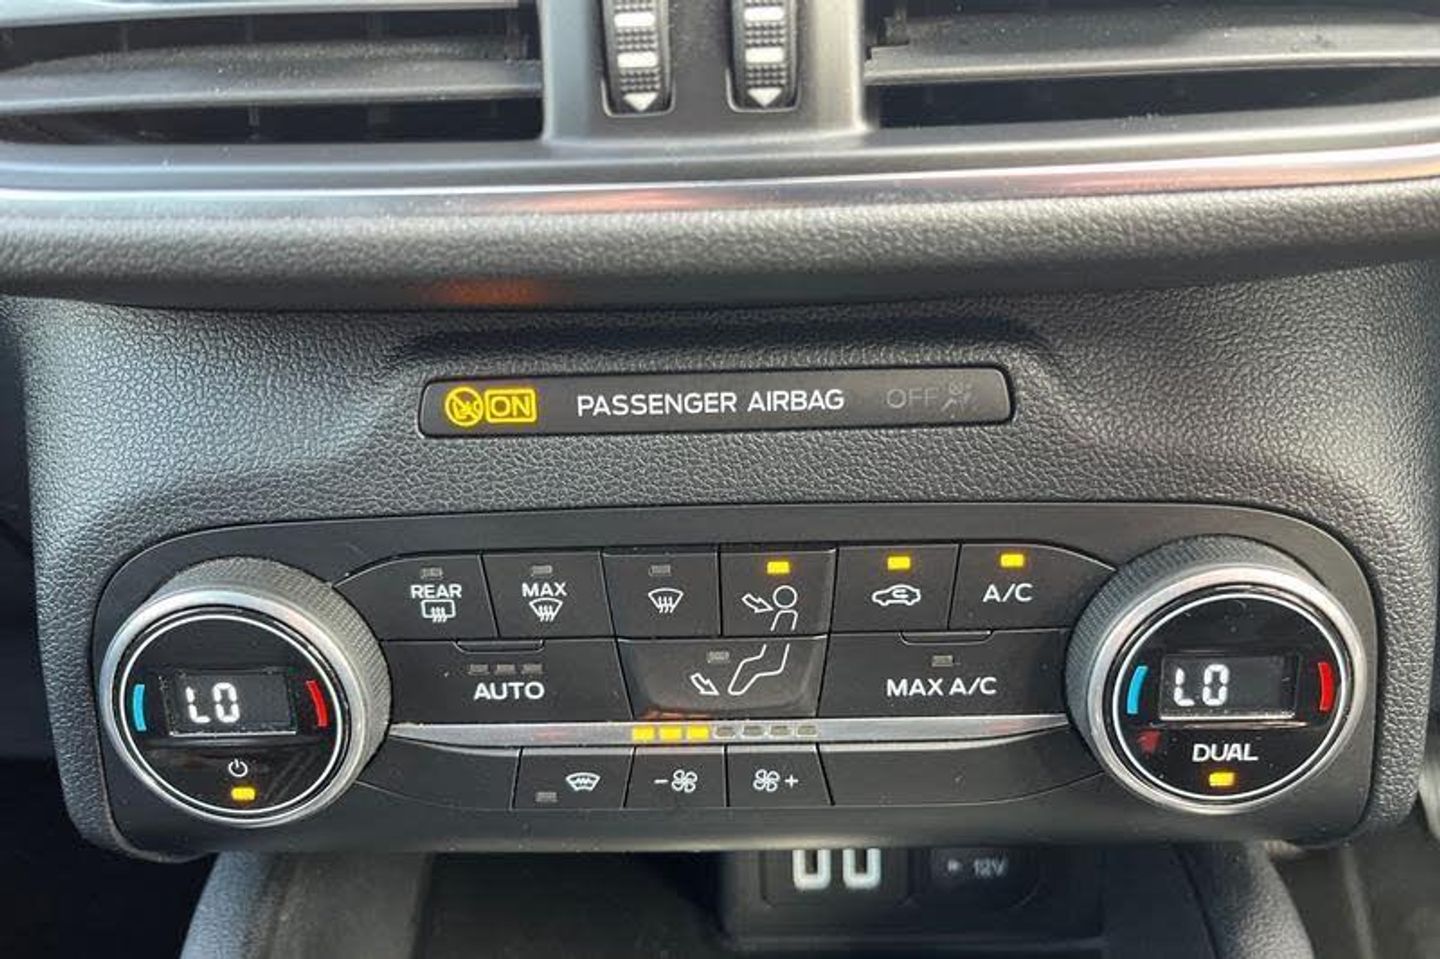 ON PASSENGER AIRBAG OFF
REAR MAX A/C
AUTO MAX A/C
LO LO
DUAL
- +
12V